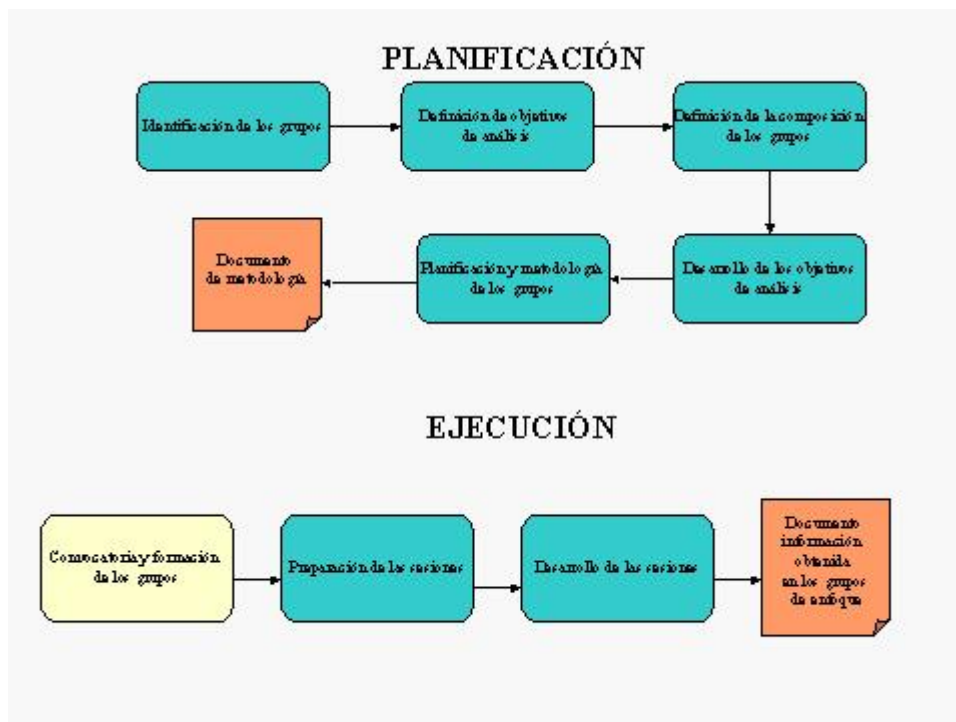 PLANIFICACIÓN
Identificación de los grupos
Definición de objetivos
de análisis
Definición de la composición
de los grupos
Documento
de metodología
Planificación y metodología
de los grupos
Desarrollo de los objetivos
de análisis
EJECUCIÓN
Convocatoria y formación
de los grupos
Preparación de las sesiones
Desarrollo de las sesiones
Documento
información
obtenida
en los grupos
de enfoque